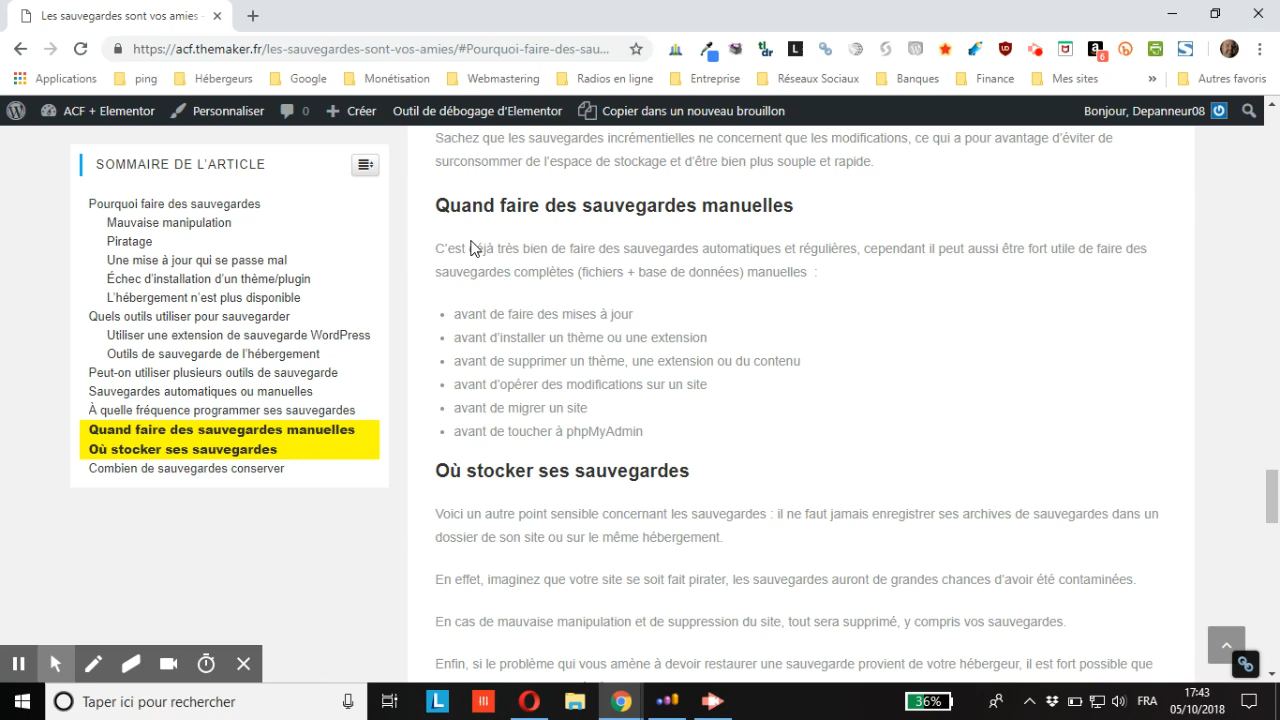 Les sauvegardes sont vos amies -
https://acf.themaker.fr/les-sauvegardes-sont-vos-amies/#Pourquoi-faire-des-sau...
6
Applications ping Hébergeurs Google Monétisation Webmastering Radios en ligne Entreprise Réseaux Sociaux Banques Finance Mes sites » Autres favoris
ACF + Elementor Personnaliser 0 Créer Outil de débogage d'Elementor Copier dans un nouveau brouillon Bonjour, Depanneur08
SOMMAIRE DE L'ARTICLE
Pourquoi faire des sauvegardes
Mauvaise manipulation
Piratage
Une mise à jour qui se passe mal
Échec d'installation d'un thème/plugin
L'hébergement n'est plus disponible
Quels outils utiliser pour sauvegarder
Utiliser une extension de sauvegarde WordPress
Outils de sauvegarde de l'hébergement
Peut-on utiliser plusieurs outils de sauvegarde
Sauvegardes automatiques ou manuelles
À quelle fréquence programmer ses sauvegardes
Quand faire des sauvegardes manuelles
Où stocker ses sauvegardes
Combien de sauvegardes conserver
Sachez que les sauvegardes incrémentielles ne concernent que les modifications, ce qui a pour avantage d'éviter de
surconsommer de l'espace de stockage et d'être bien plus souple et rapide.
Quand faire des sauvegardes manuelles
C'est déjà très bien de faire des sauvegardes automatiques et régulières, cependant il peut aussi être fort utile de faire des
sauvegardes complètes (fichiers + base de données) manuelles :
• avant de faire des mises à jour
• avant d'installer un thème ou une extension
• avant de supprimer un thème, une extension ou du contenu
• avant d'opérer des modifications sur un site
• avant de migrer un site
• avant de toucher à phpMyAdmin
Où stocker ses sauvegardes
Voici un autre point sensible concernant les sauvegardes : il ne faut jamais enregistrer ses archives de sauvegardes dans un
dossier de son site ou sur le même hébergement.
En effet, imaginez que votre site se soit fait pirater, les sauvegardes auront de grandes chances d'avoir été contaminées.
En cas de mauvaise manipulation et de suppression du site, tout sera supprimé, y compris vos sauvegardes.
Enfin, si le problème qui vous amène à devoir restaurer une sauvegarde provient de votre hébergeur, il est fort possible que
Taper ici pour rechercher
36%
FRA
17:43
05/10/2018